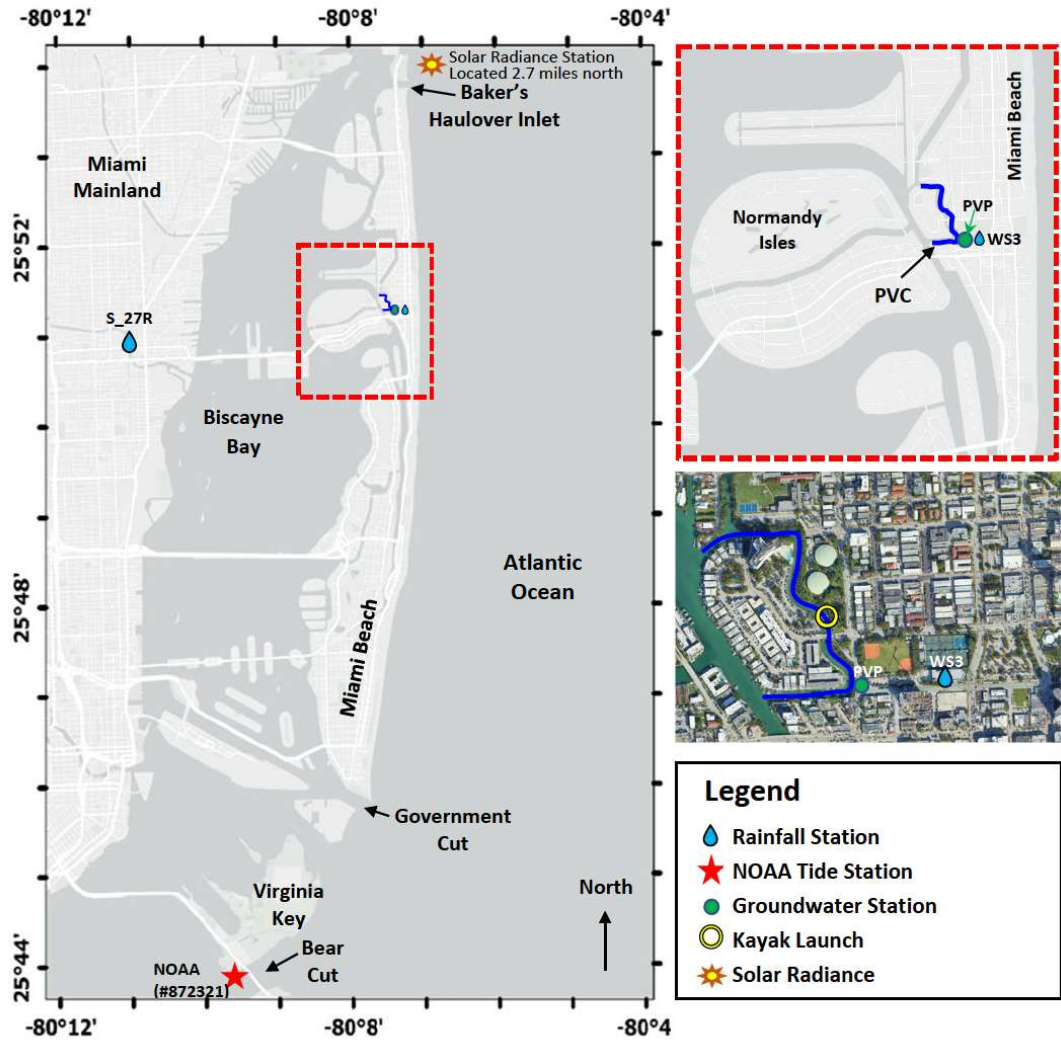 -80°12'
-80°8'
-80°4'
Solar Radiance Station
Located 2.7 miles north
Baker's
Haulover Inlet
Miami
Mainland
25°52'
S_27R
Biscayne
Bay
25°48'
Atlantic
Ocean
Miami Beach
Government
Cut
Virginia
Key
North
Bear
Cut
25°44'
NOAA
(#872321)
-80°12'
-80°8'
-80°4'
Miami Beach
Normandy
Isles
PVP
WS3
PVC
WS3
PVP
Legend
Rainfall Station
NOAA Tide Station
Groundwater Station
Kayak Launch
Solar Radiance